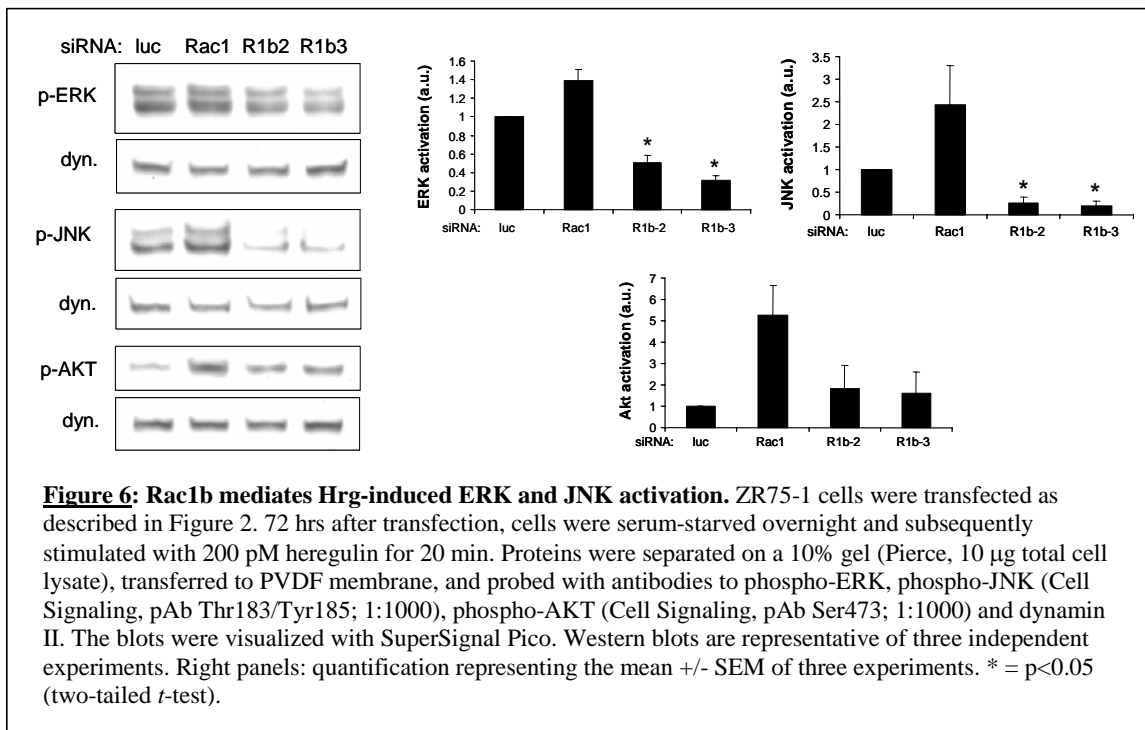 siRNA: luc Rac1 R1b2 R1b3
p-ERK
dyn.
p-JNK
dyn.
p-AKT
dyn.
ERK activation (a.u.)
1.6
1.4
1.2
1
0.8
0.6
0.4
0.2
0
*
*
siRNA: luc Rac1 R1b-2 R1b-3
JNK activation (a.u.)
3.5
3
2.5
2
1.5
1
0.5
0
*
*
siRNA: luc Rac1 R1b-2 R1b-3
Akt activation (a.u.)
7
6
5
4
3
2
1
0
siRNA: luc Rac1 R1b-2 R1b-3
Figure 6: Rac1b mediates Hrg-induced ERK and JNK activation. ZR75-1 cells were transfected as
described in Figure 2. 72 hrs after transfection, cells were serum-starved overnight and subsequently
stimulated with 200 pM heregulin for 20 min. Proteins were separated on a 10% gel (Pierce, 10 μg total cell
lysate), transferred to PVDF membrane, and probed with antibodies to phospho-ERK, phospho-JNK (Cell
Signaling, pAb Thr183/Tyr185; 1:1000), phospho-AKT (Cell Signaling, pAb Ser473; 1:1000) and dynamin
II. The blots were visualized with SuperSignal Pico. Western blots are representative of three independent
experiments. Right panels: quantification representing the mean +/- SEM of three experiments. * = p<0.05
(two-tailed t-test).